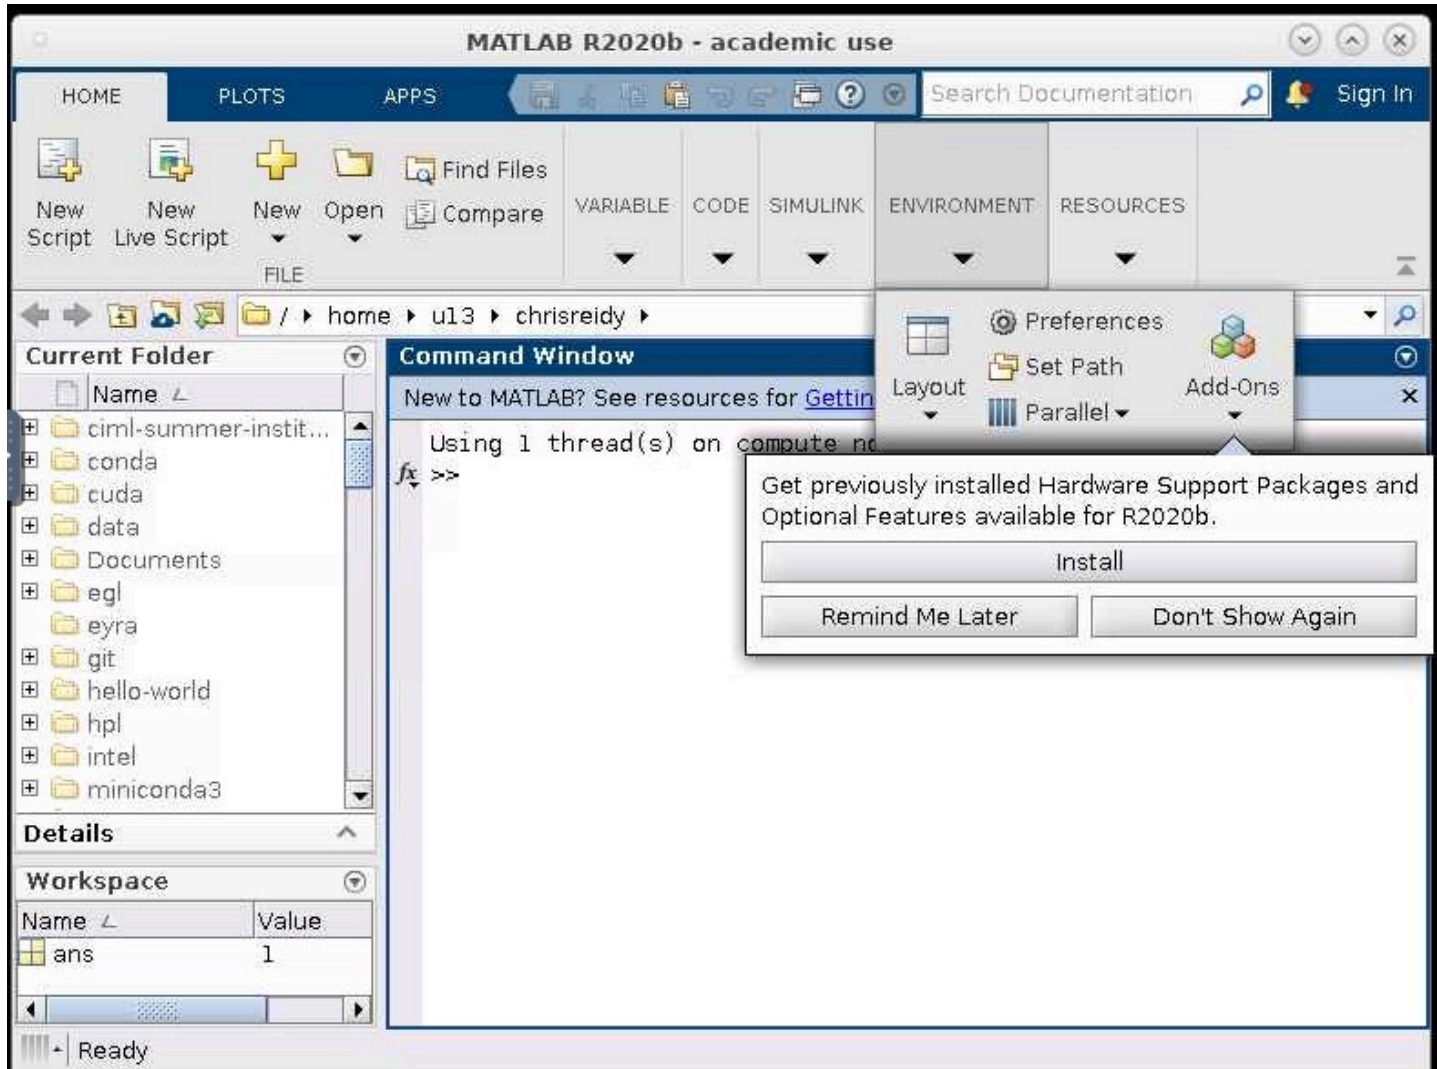 MATLAB R2020b - academic use
HOME PLOTS APPS Search Documentation Sign In
New Script
New Live Script
New
Open
Find Files
Compare
FILE
VARIABLE CODE SIMULINK ENVIRONMENT RESOURCES
/ home u13 chrisreidy
Layout
Preferences
Set Path
Parallel
Add-Ons
Current Folder
Name
ciml-summer-instit...
conda
cuda
data
Documents
egl
eyra
git
hello-world
hpl
intel
miniconda3
Details
Workspace
Name Value
ans 1
Command Window
New to MATLAB? See resources for Gettin
Using 1 thread(s) on compute
fx >>
Get previously installed Hardware Support Packages and
Optional Features available for R2020b.
Install
Remind Me Later Don't Show Again
Ready